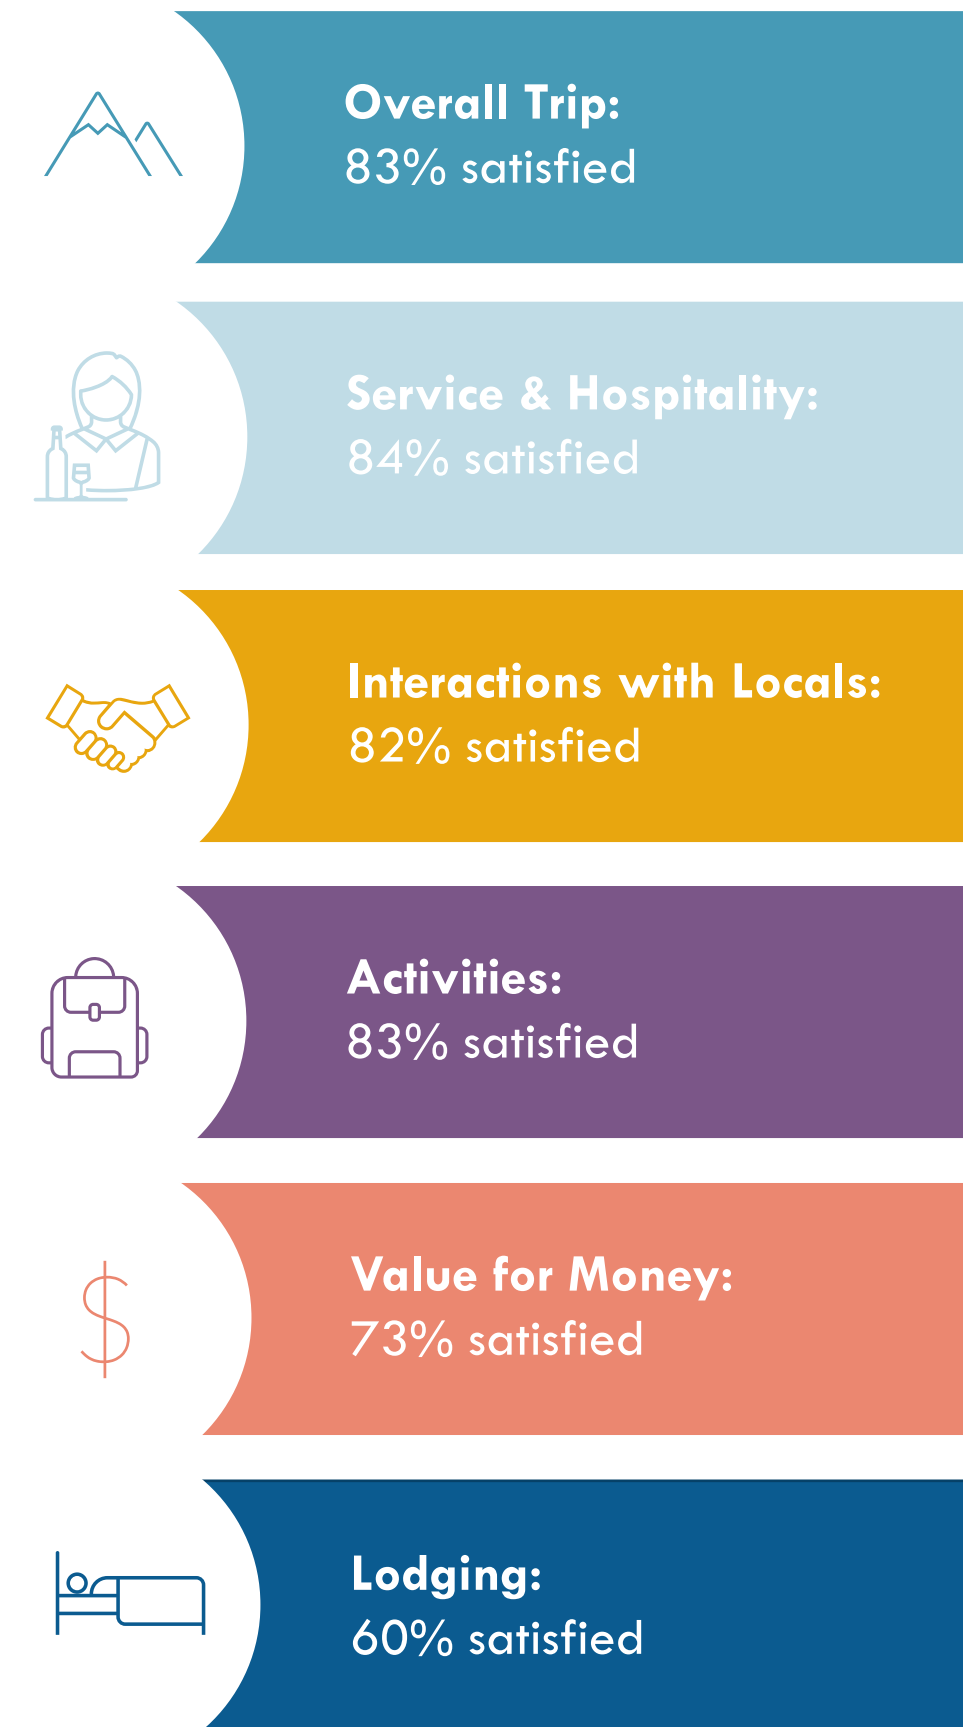 Overall Trip:
83% satisfied
Service & Hospitality:
84% satisfied
Interactions with Locals:
82% satisfied
Activities:
83% satisfied
Value for Money:
73% satisfied
Lodging:
60% satisfied